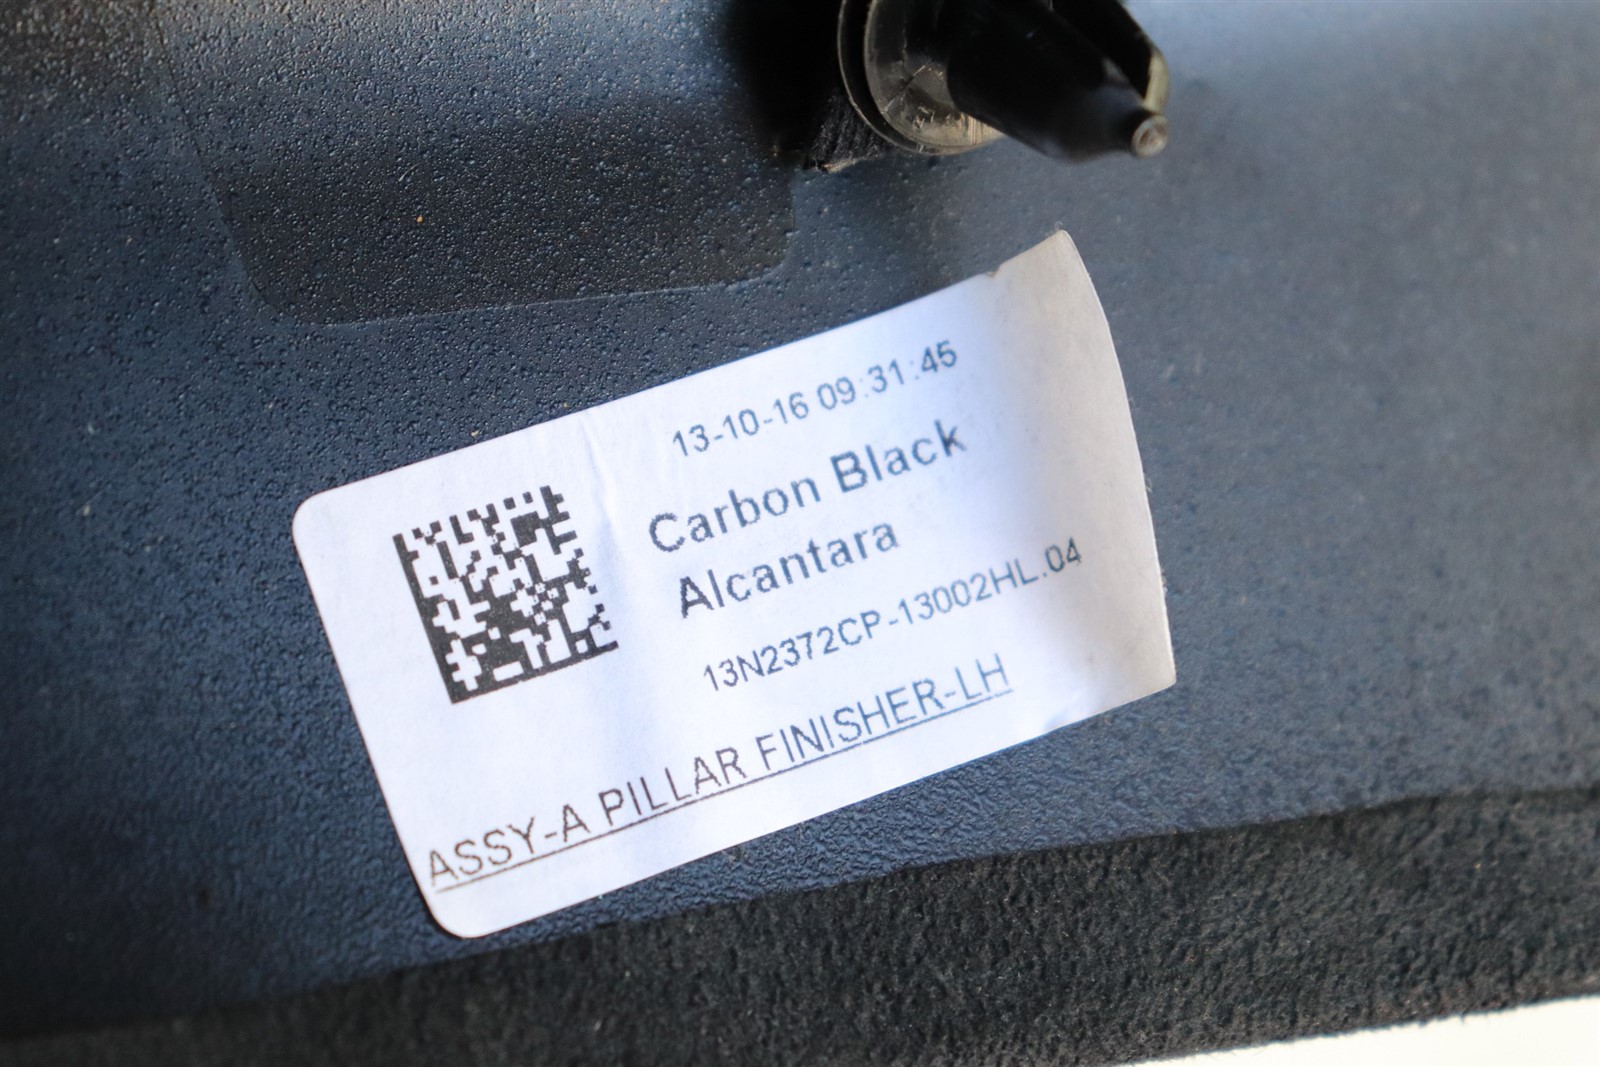 13-10-16 09:31:45
Carbon Black
Alcantara
13N2372CP-13002HL.04
ASSY-A PILLAR FINISHER-LH